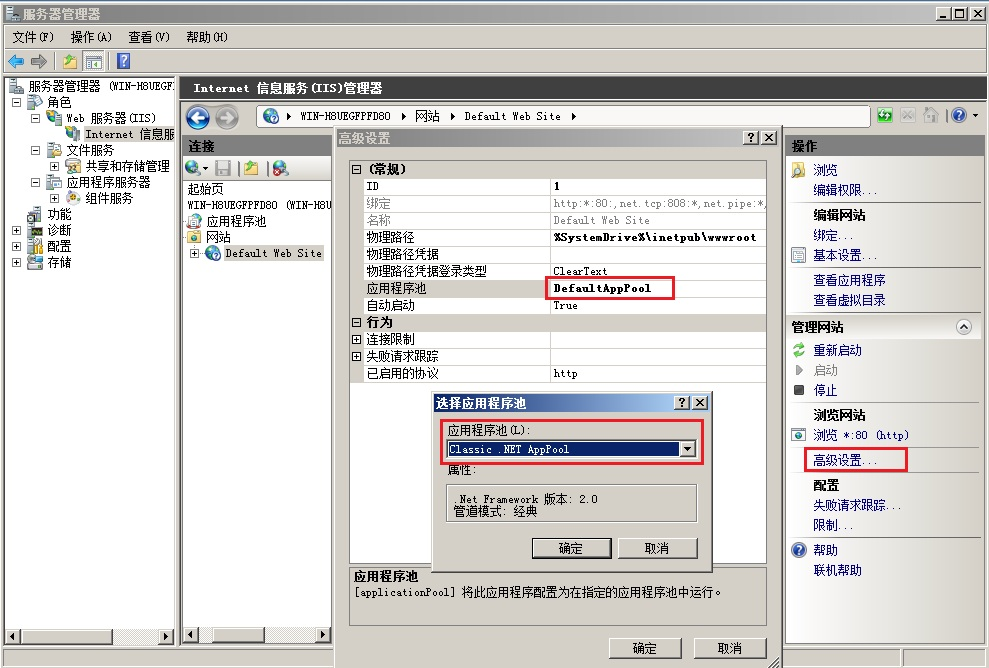 服务器管理器
文件(F) 操作(A) 查看(V) 帮助(H)
服务器管理器 (WIN-H8UEGFP
角色
Web 服务器(IIS)
Internet 信息服
文件服务
共享和存储管理
应用程序服务器
组件服务
功能
诊断
配置
存储
Internet 信息服务(IIS)管理器
WIN-H8UEGFPFD80 网站 Default Web Site
连接
起始页
WIN-H8UEGFPFD80 (WIN-H8U
应用程序池
网站
Default Web Site
高级设置
(常规)
ID 1
绑定 http:*:80:,net.tcp:808:*,net.pipe:*,
名称 Default Web Site
物理路径 %SystemDrive%\inetpub\wwwroot
物理路径凭据
物理路径凭据登录类型 ClearText
应用程序池 DefaultAppPool
自动启动 True
行为
连接限制
失败请求跟踪
已启用的协议 http
选择应用程序池
应用程序池(L):
Classic .NET AppPool
属性:
.Net Framework 版本: 2.0
管道模式: 经典
确定 取消
应用程序池
[applicationPool] 将此应用程序配置为在指定的应用程序池中运行。
确定 取消
操作
浏览
编辑权限...
编辑网站
绑定...
基本设置...
查看应用程序
查看虚拟目录
管理网站
重新启动
启动
停止
浏览网站
浏览 *:80 (http)
高级设置...
配置
失败请求跟踪...
限制...
帮助
联机帮助